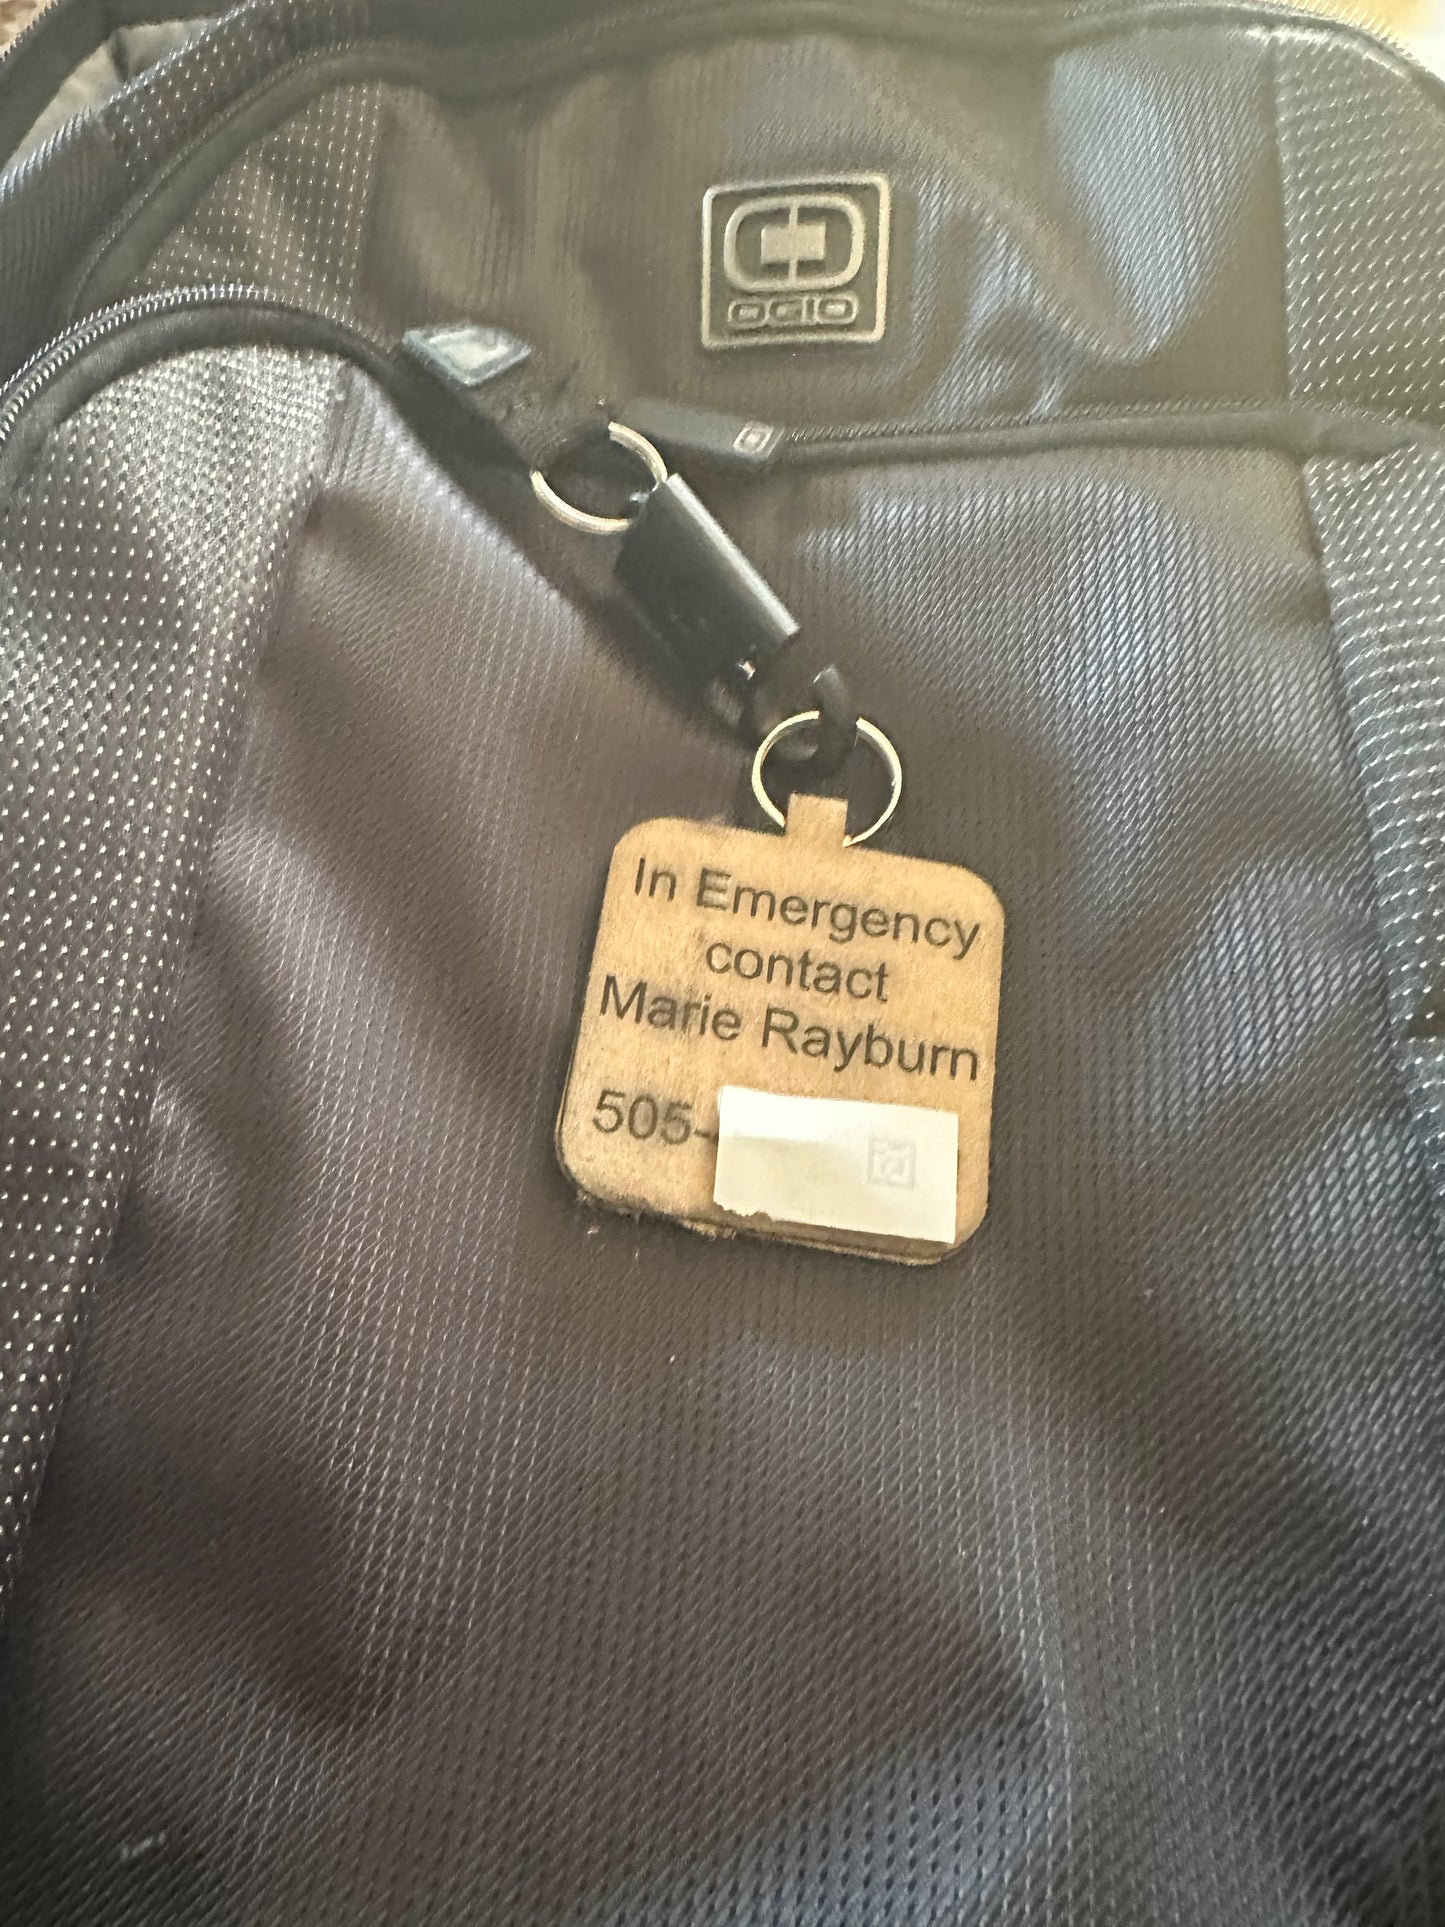 OGIO
In Emergency
contact
Marie Rayburn
505-